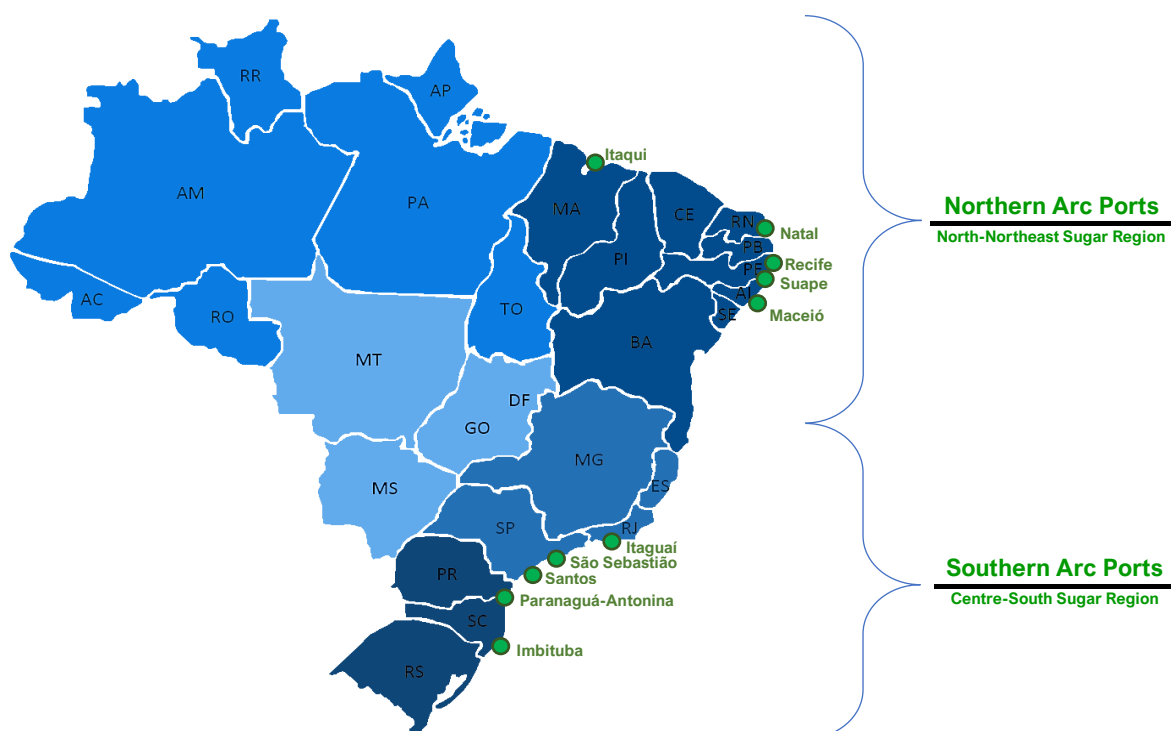 RR
AP
Itaqui
AM
PA
MA
CE
Northern Arc Ports
RN
Natal
North-Northeast Sugar Region
PB
PI
PE
Recife
Suape
AC
AL
TO
RO
SE
Maceió
BA
MT
DF
GO
MG
MS
ES
SP
RJ
Itaguaí
São Sebastião
Southern Arc Ports
PR
Santos
Paranaguá-Antonina
Centre-South Sugar Region
SC
Imbituba
RS